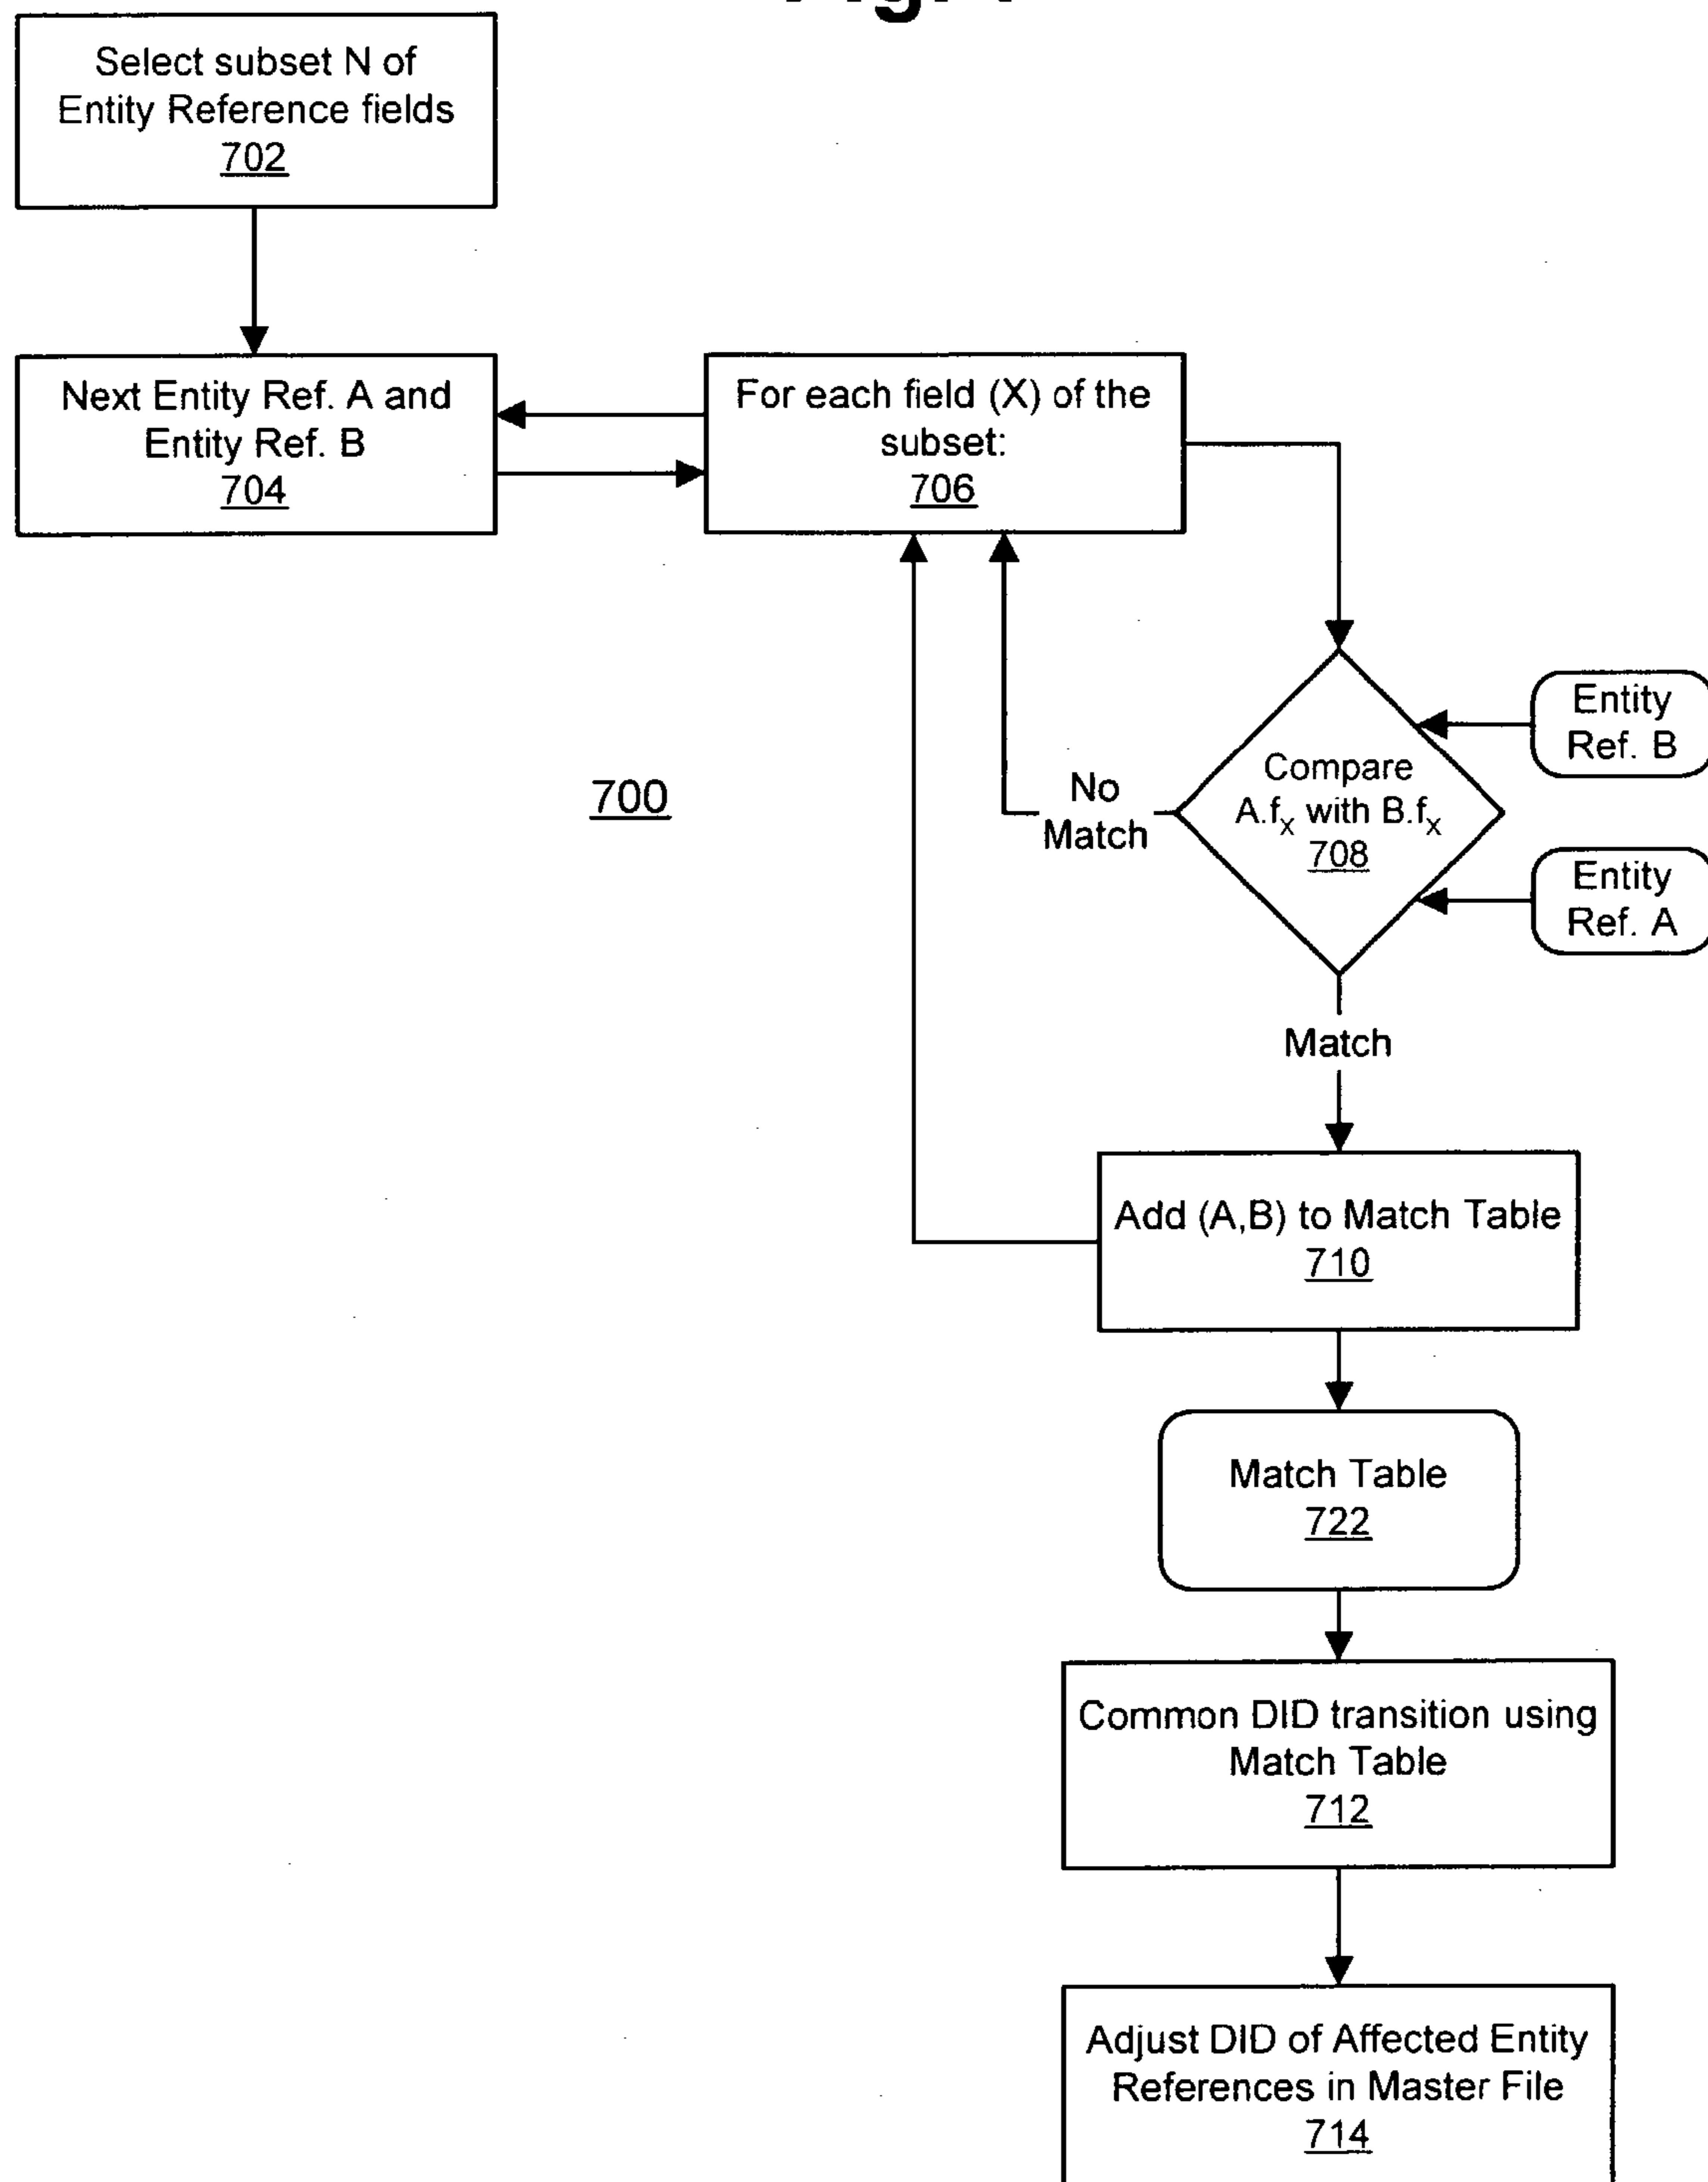 Select subset N of
Entity Reference fields
702
Next Entity Ref. A and
Entity Ref. B
704
For each field (X) of the
subset:
706
Entity
Ref. B
Compare
A.fx with B.fx
708
700
No
Match
Entity
Ref. A
Match
Add (A,B) to Match Table
710
Match Table
722
Common DID transition using
Match Table
712
Adjust DID of Affected Entity
References in Master File
714